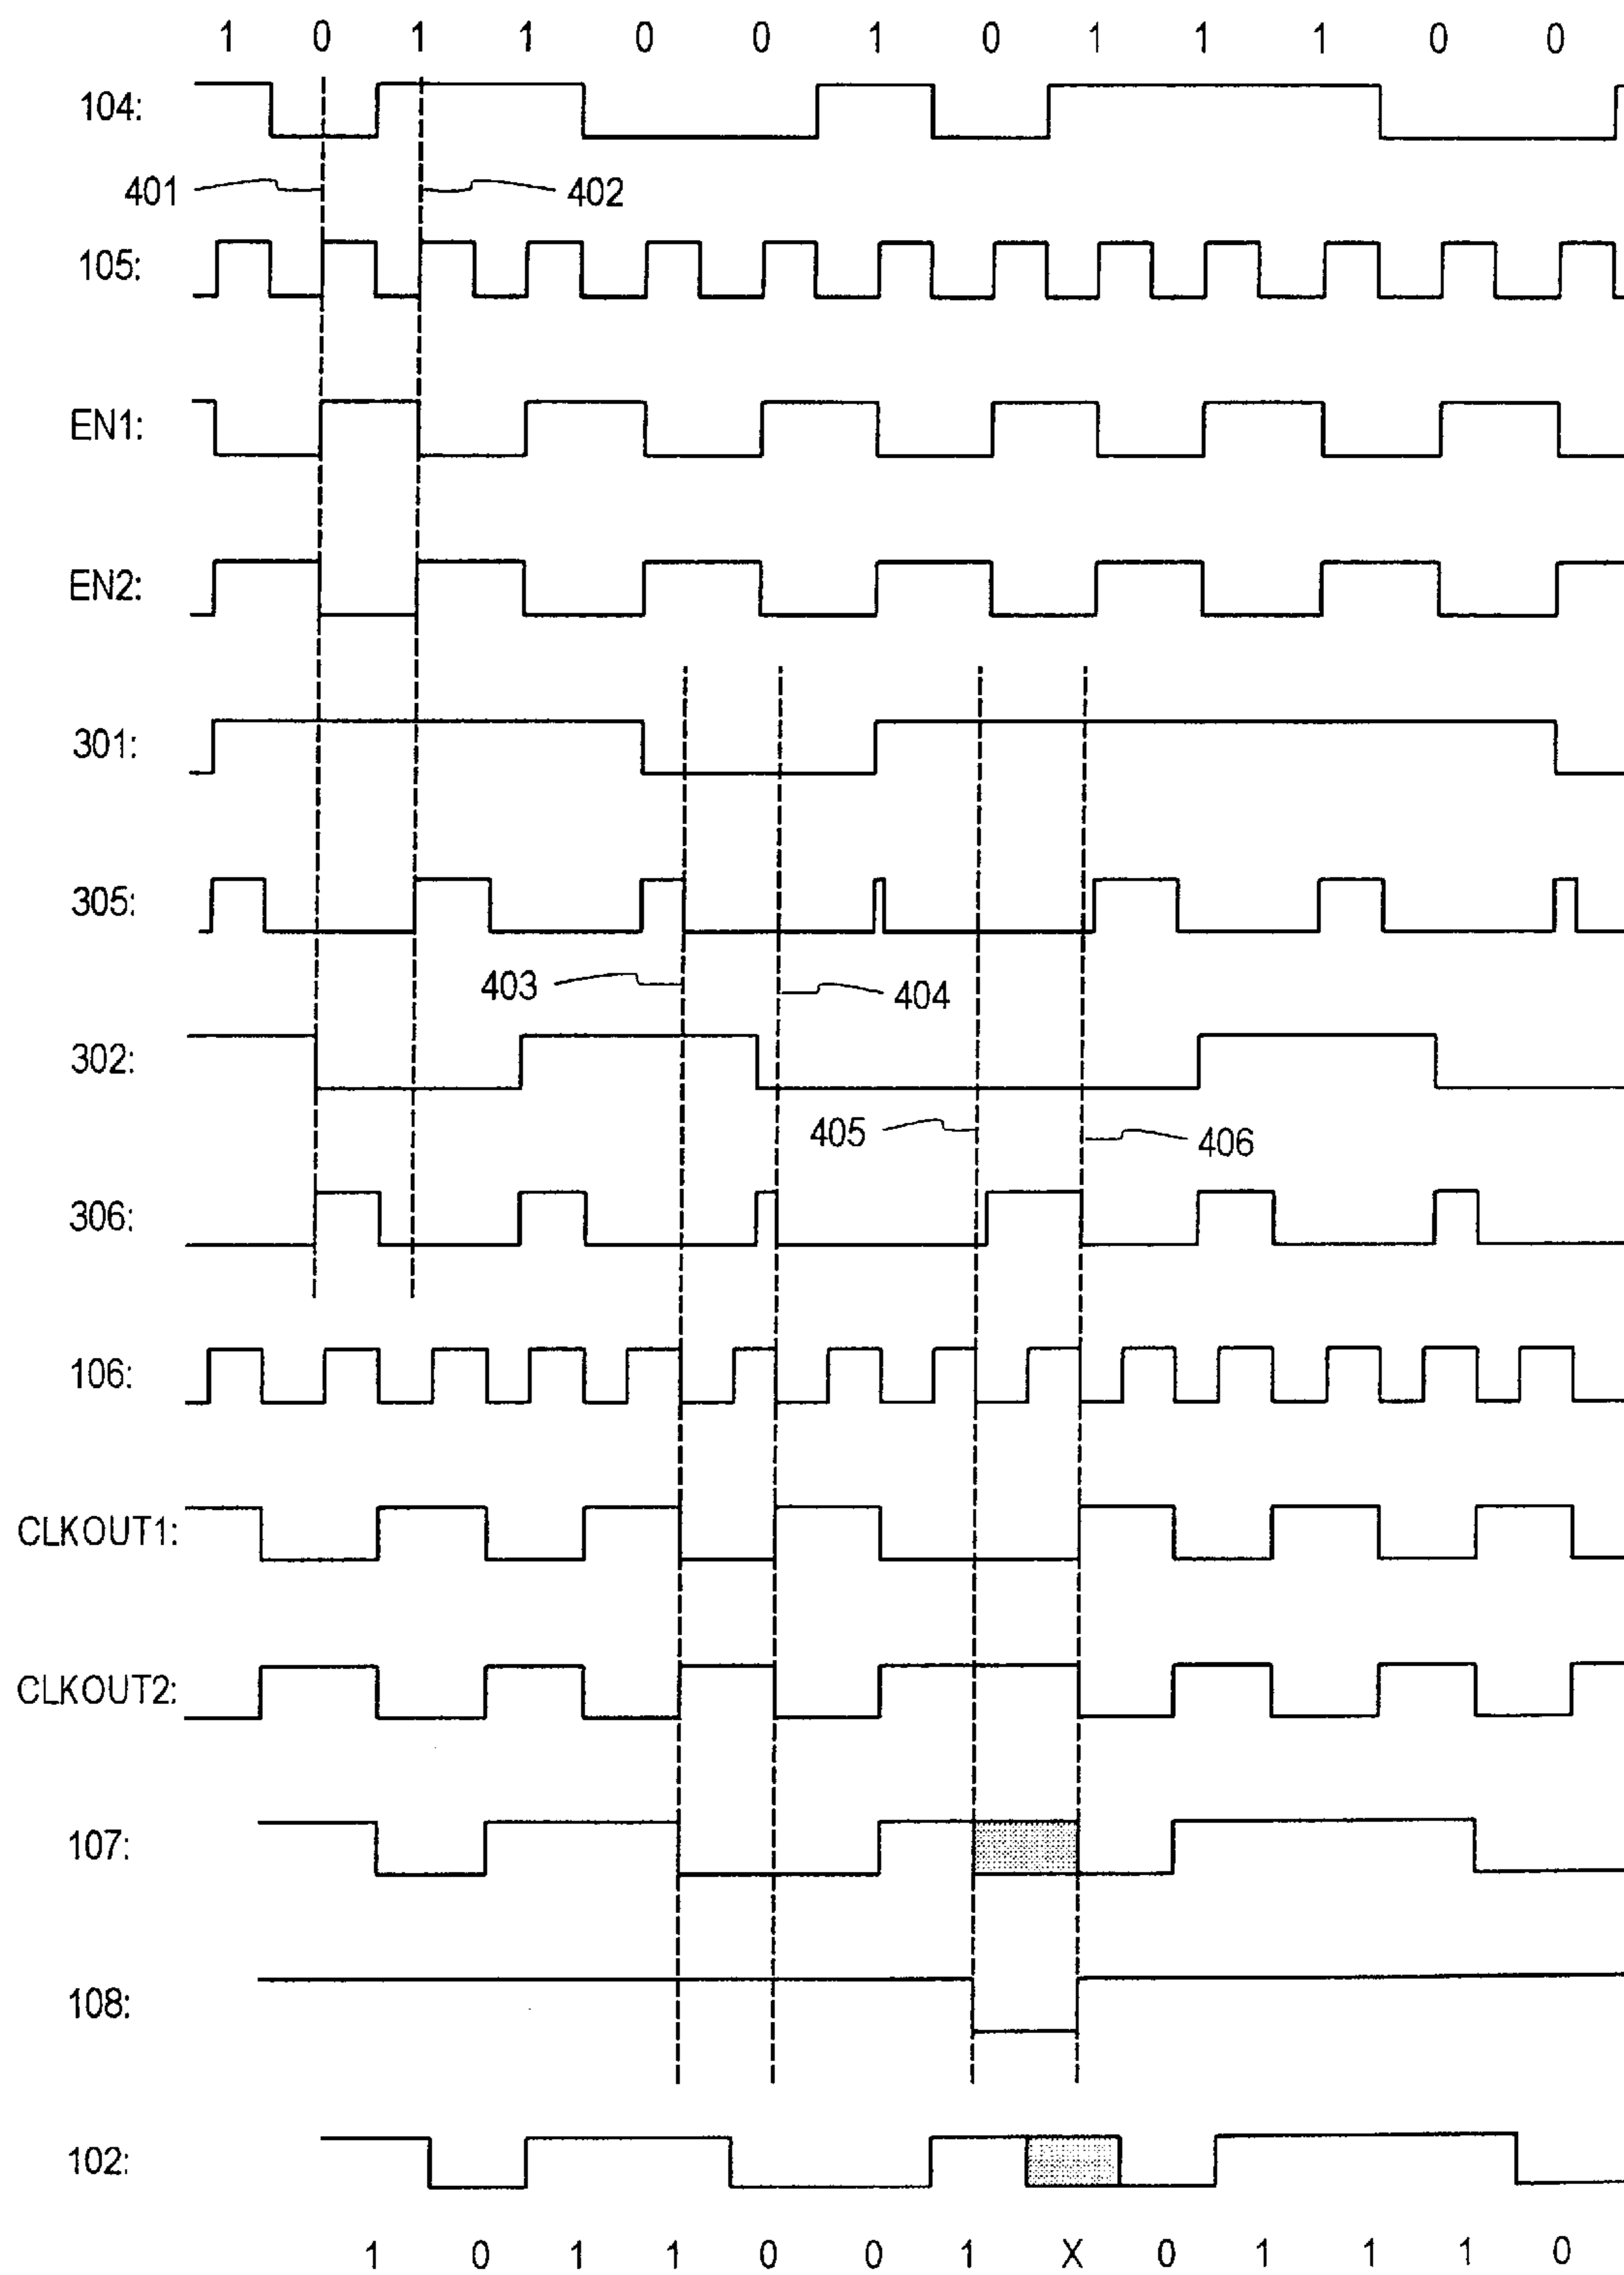 1 0 1 1 0 0 1 0 1 1 1 0 0
104:
401 402
105:
EN1:
EN2:
301:
305:
403 404
302:
405 406
306:
106:
CLKOUT1:
CLKOUT2:
107:
108:
102:
1 0 1 1 0 0 1 X 0 1 1 1 0